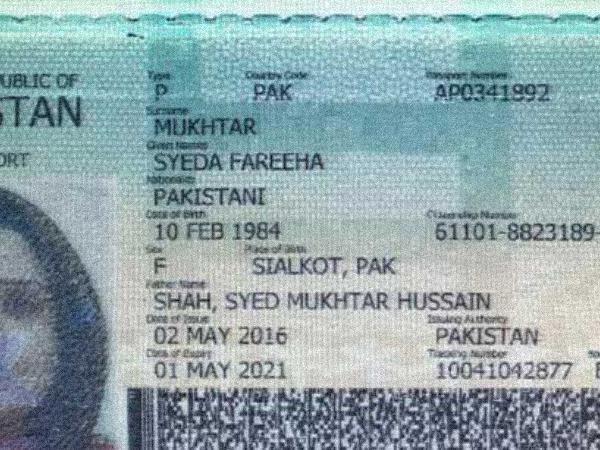 UBLIC OF
STAN
ORT
Type Country Code Passport Number
P PAK AP0341892
Surname
MUKHTAR
Given Names
SYEDA FAREEHA
Nationality
PAKISTANI
Date of Birth Citizenship Number
10 FEB 1984 61101-8823189-
Sex Place of Birth
F SIALKOT, PAK
Father Name
SHAH, SYED MUKHTAR HUSSAIN
Date of Issue Issuing Authority
02 MAY 2016 PAKISTAN
Date of Expiry Tracking Number
01 MAY 2021 10041042877